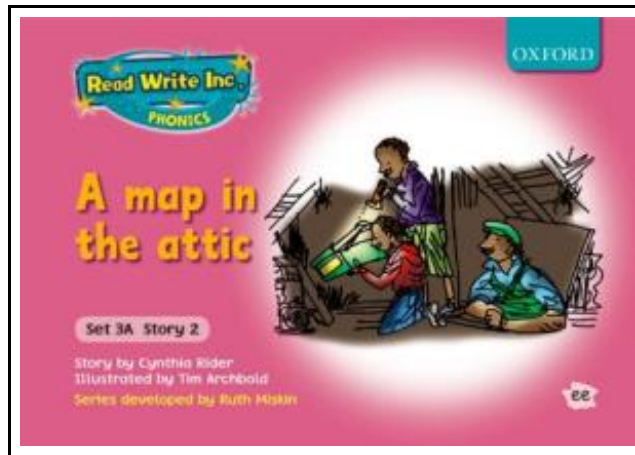 OXFORD
Read Write Inc.
PHONICS
A map in
the attic
Set 3A Story 2
Story by Cynthia Rider
Illustrated by Tim Archbold
Series developed by Ruth Miskin
ee